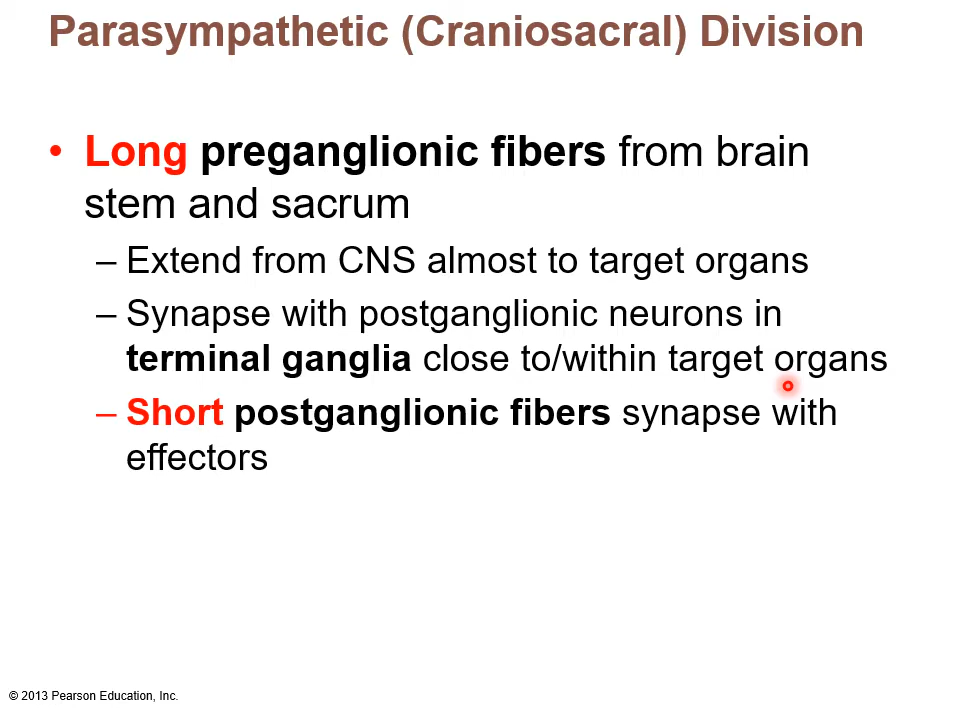 Parasympathetic (Craniosacral) Division
• Long preganglionic fibers from brain
stem and sacrum
– Extend from CNS almost to target organs
– Synapse with postganglionic neurons in
terminal ganglia close to/within target organs
– Short postganglionic fibers synapse with
effectors
© 2013 Pearson Education, Inc.